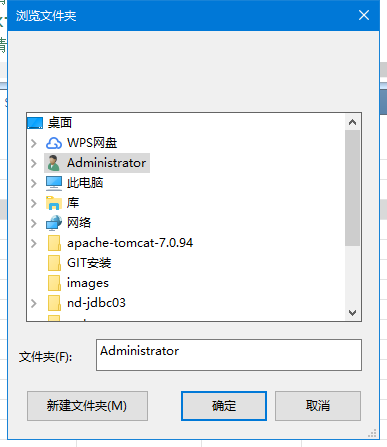 浏览文件夹
桌面
WPS网盘
Administrator
此电脑
库
网络
apache-tomcat-7.0.94
GIT安装
images
nd-jdbc03
文件夹(F):
Administrator
新建文件夹(M)
确定
取消